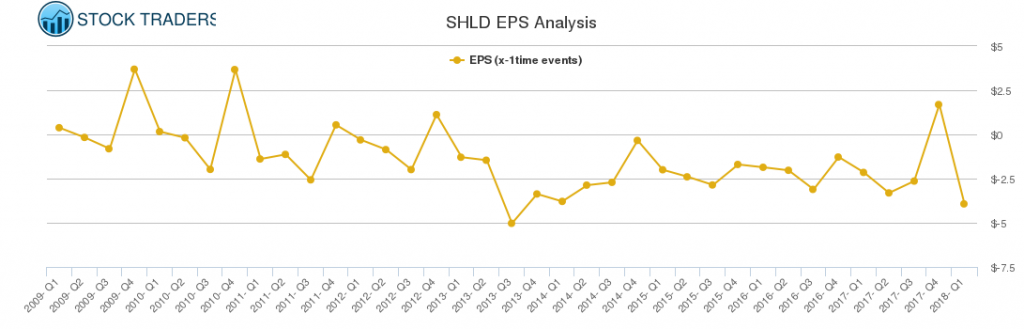 STOCK TRADERS
SHLD EPS Analysis
EPS (x-1time events)
$5
$2.5
$0
$-2.5
$-5
$-7.5
2009-Q1
2009-Q2
2009-Q3
2009-Q4
2010-Q1
2010-Q2
2010-Q3
2010-Q4
2011-Q1
2011-Q2
2011-Q3
2011-Q4
2012-Q1
2012-Q2
2012-Q3
2012-Q4
2013-Q1
2013-Q2
2013-Q3
2013-Q4
2014-Q1
2014-Q2
2014-Q3
2014-Q4
2015-Q1
2015-Q2
2015-Q3
2015-Q4
2016-Q1
2016-Q2
2016-Q3
2016-Q4
2017-Q1
2017-Q2
2017-Q3
2017-Q4
2018-Q1